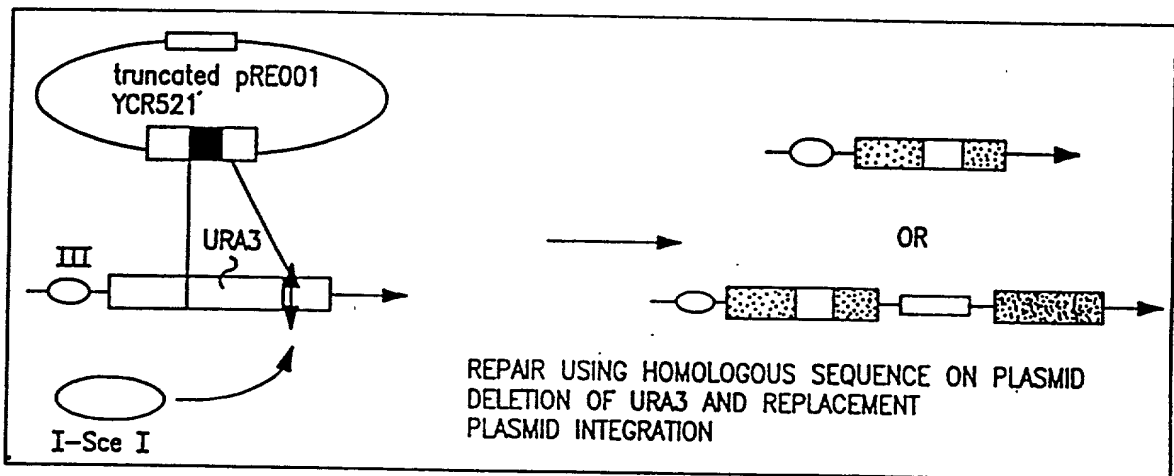 truncated pRE001
YCR521'
URA3
III
I-Sce I
OR
REPAIR USING HOMOLOGOUS SEQUENCE ON PLASMID
DELETION OF URA3 AND REPLACEMENT
PLASMID INTEGRATION